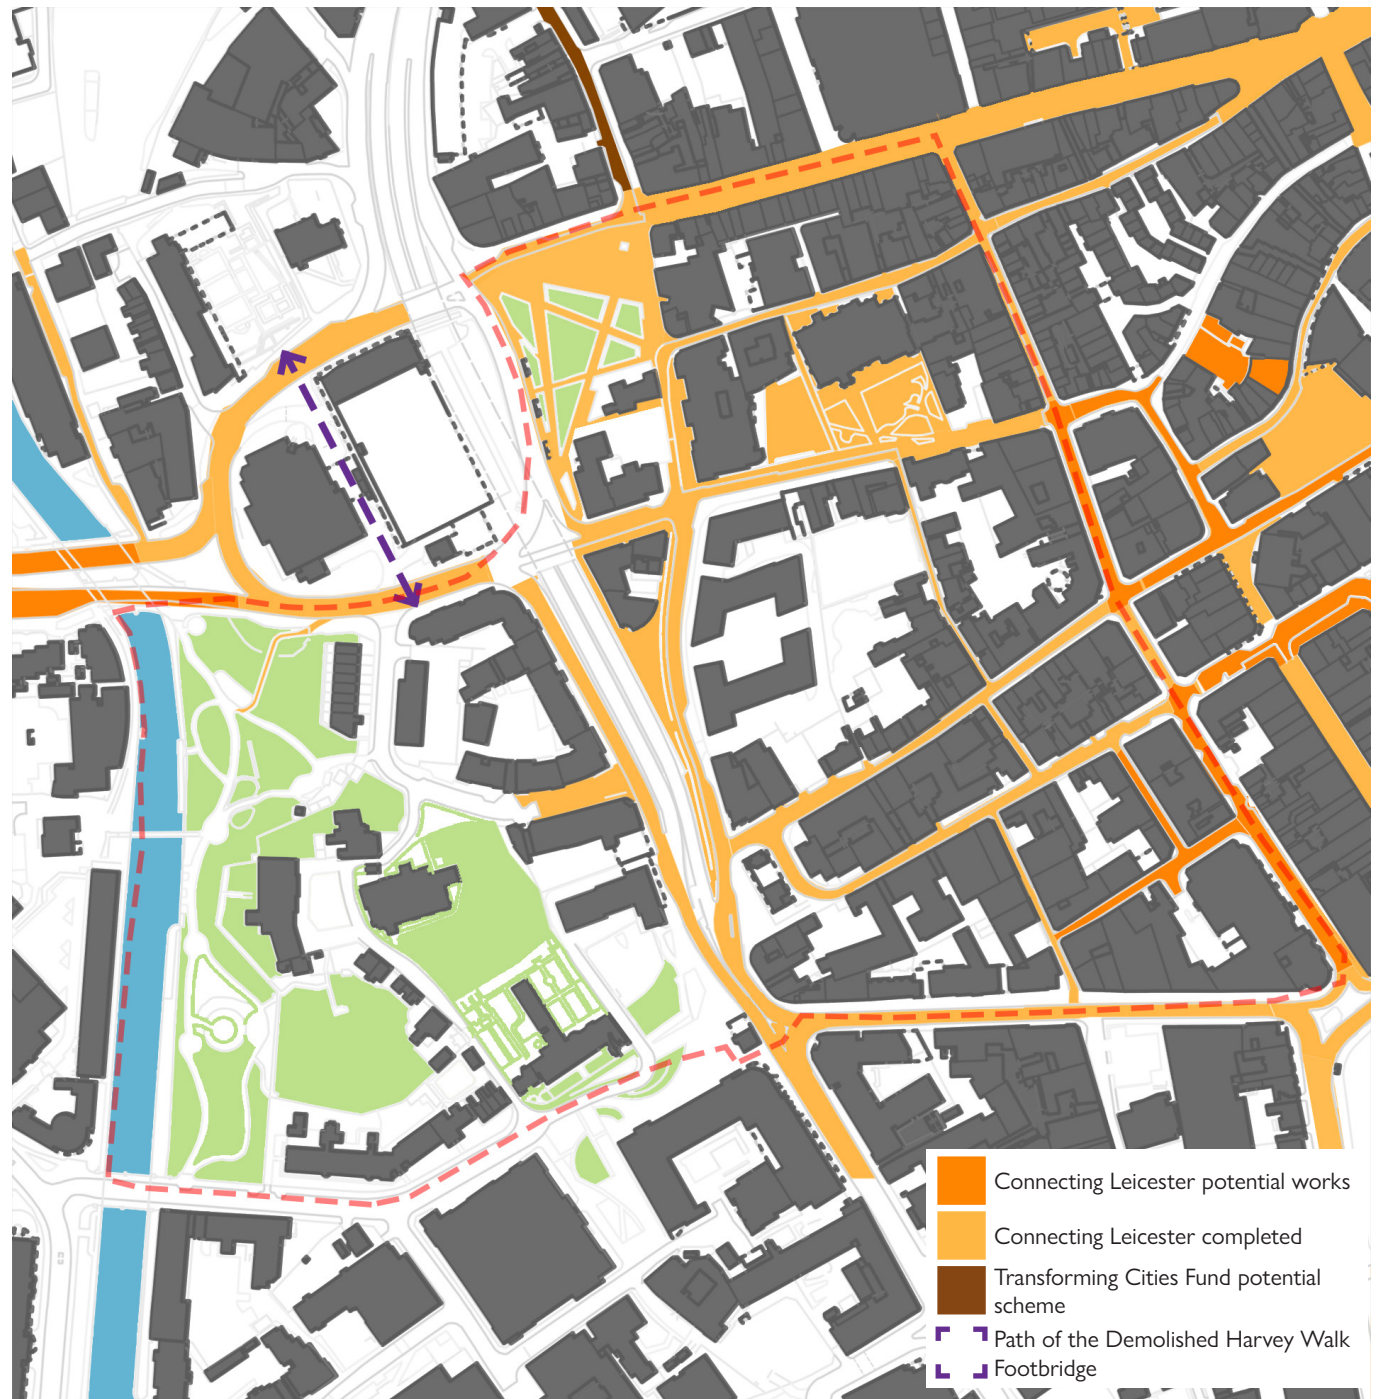 Connecting Leicester potential works
Connecting Leicester completed
Transforming Cities Fund potential
scheme
Path of the Demolished Harvey Walk
Footbridge